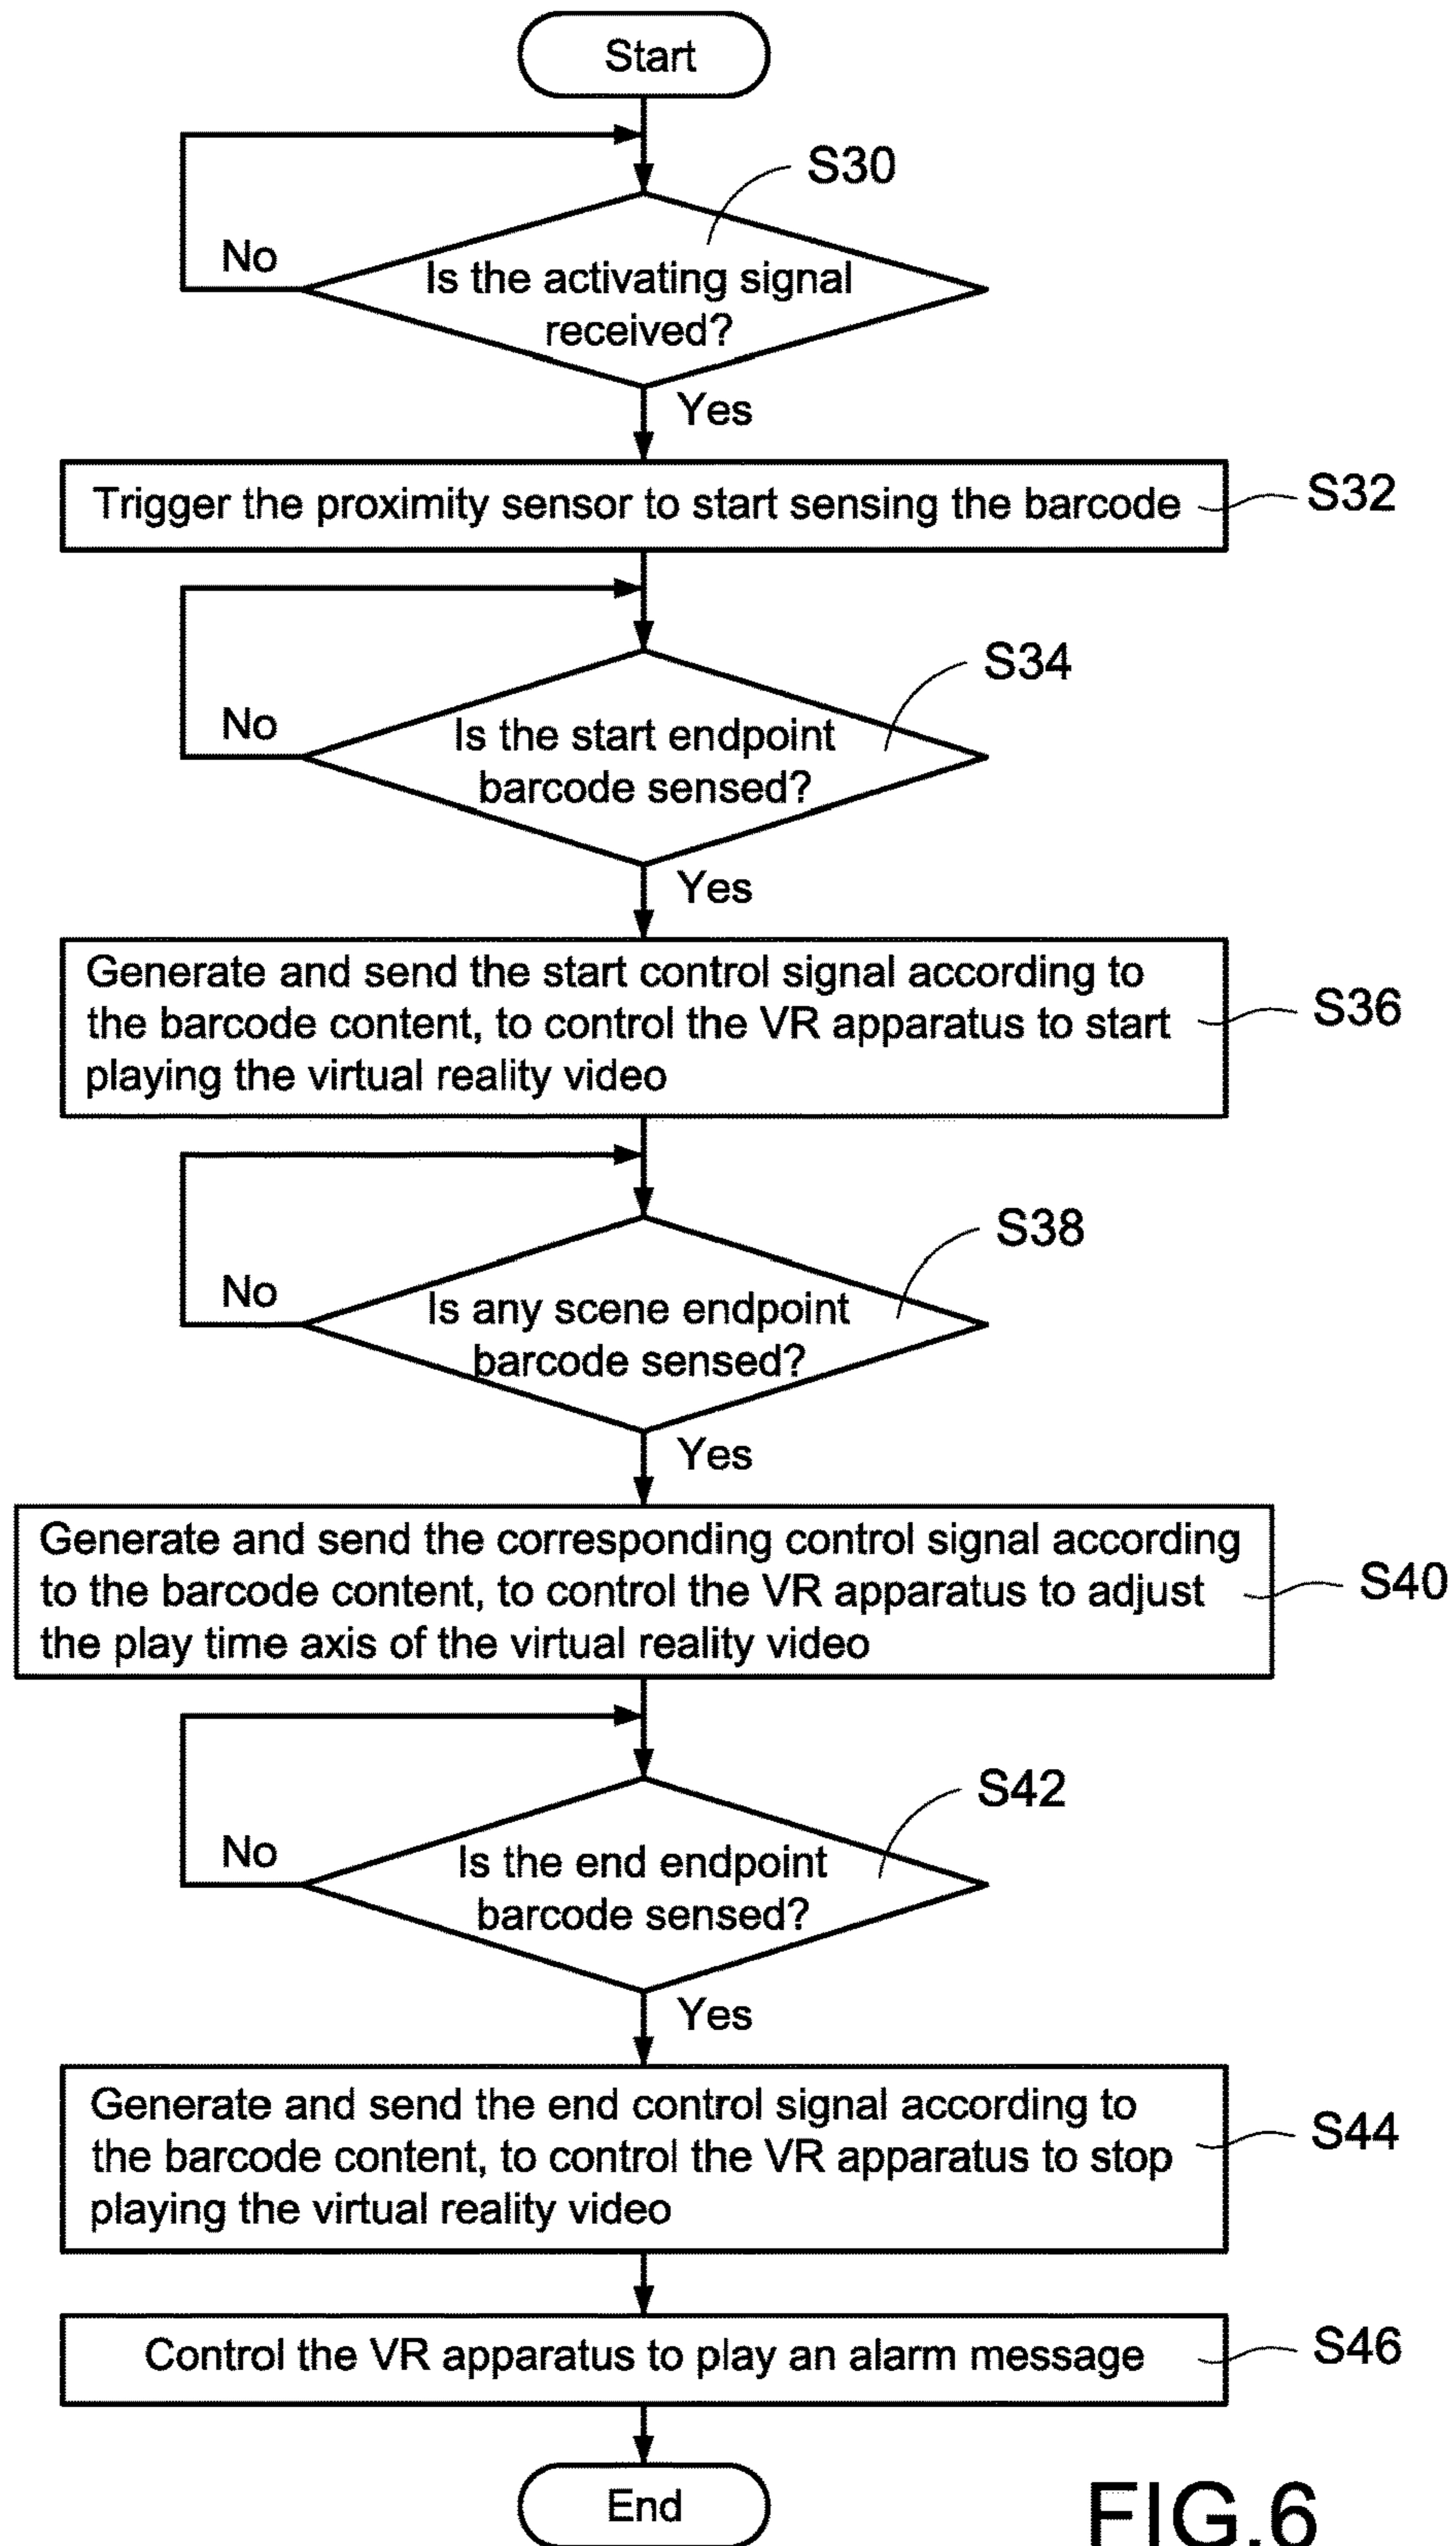 Start
S30
No
Is the activating signal
received?
Yes
Trigger the proximity sensor to start sensing the barcode
S32
S34
No
Is the start endpoint
barcode sensed?
Yes
Generate and send the start control signal according to
the barcode content, to control the VR apparatus to start
playing the virtual reality video
S36
S38
No
Is any scene endpoint
barcode sensed?
Yes
Generate and send the corresponding control signal according
to the barcode content, to control the VR apparatus to adjust
the play time axis of the virtual reality video
S40
S42
No
Is the end endpoint
barcode sensed?
Yes
Generate and send the end control signal according to
the barcode content, to control the VR apparatus to stop
playing the virtual reality video
S44
Control the VR apparatus to play an alarm message
S46
End
FIG.6